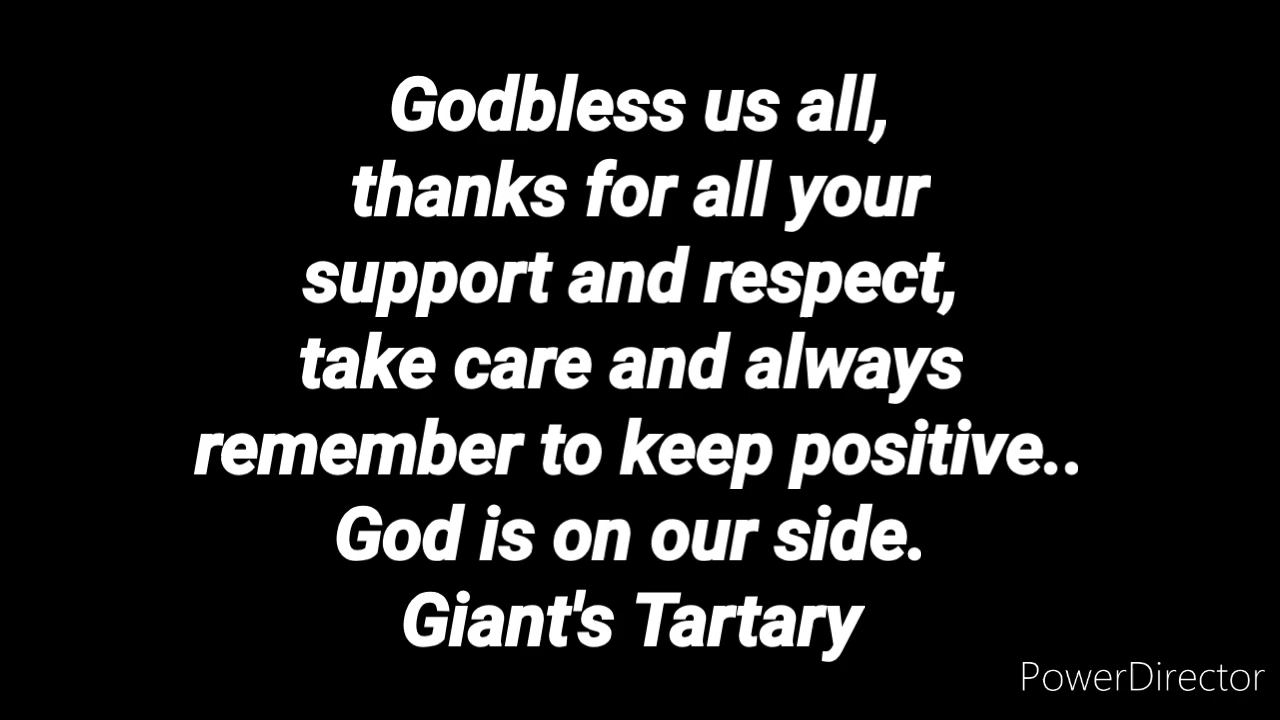 Godbless us all,
thanks for all your
support and respect,
take care and always
remember to keep positive..
God is on our side.
Giant's Tartary
PowerDirector